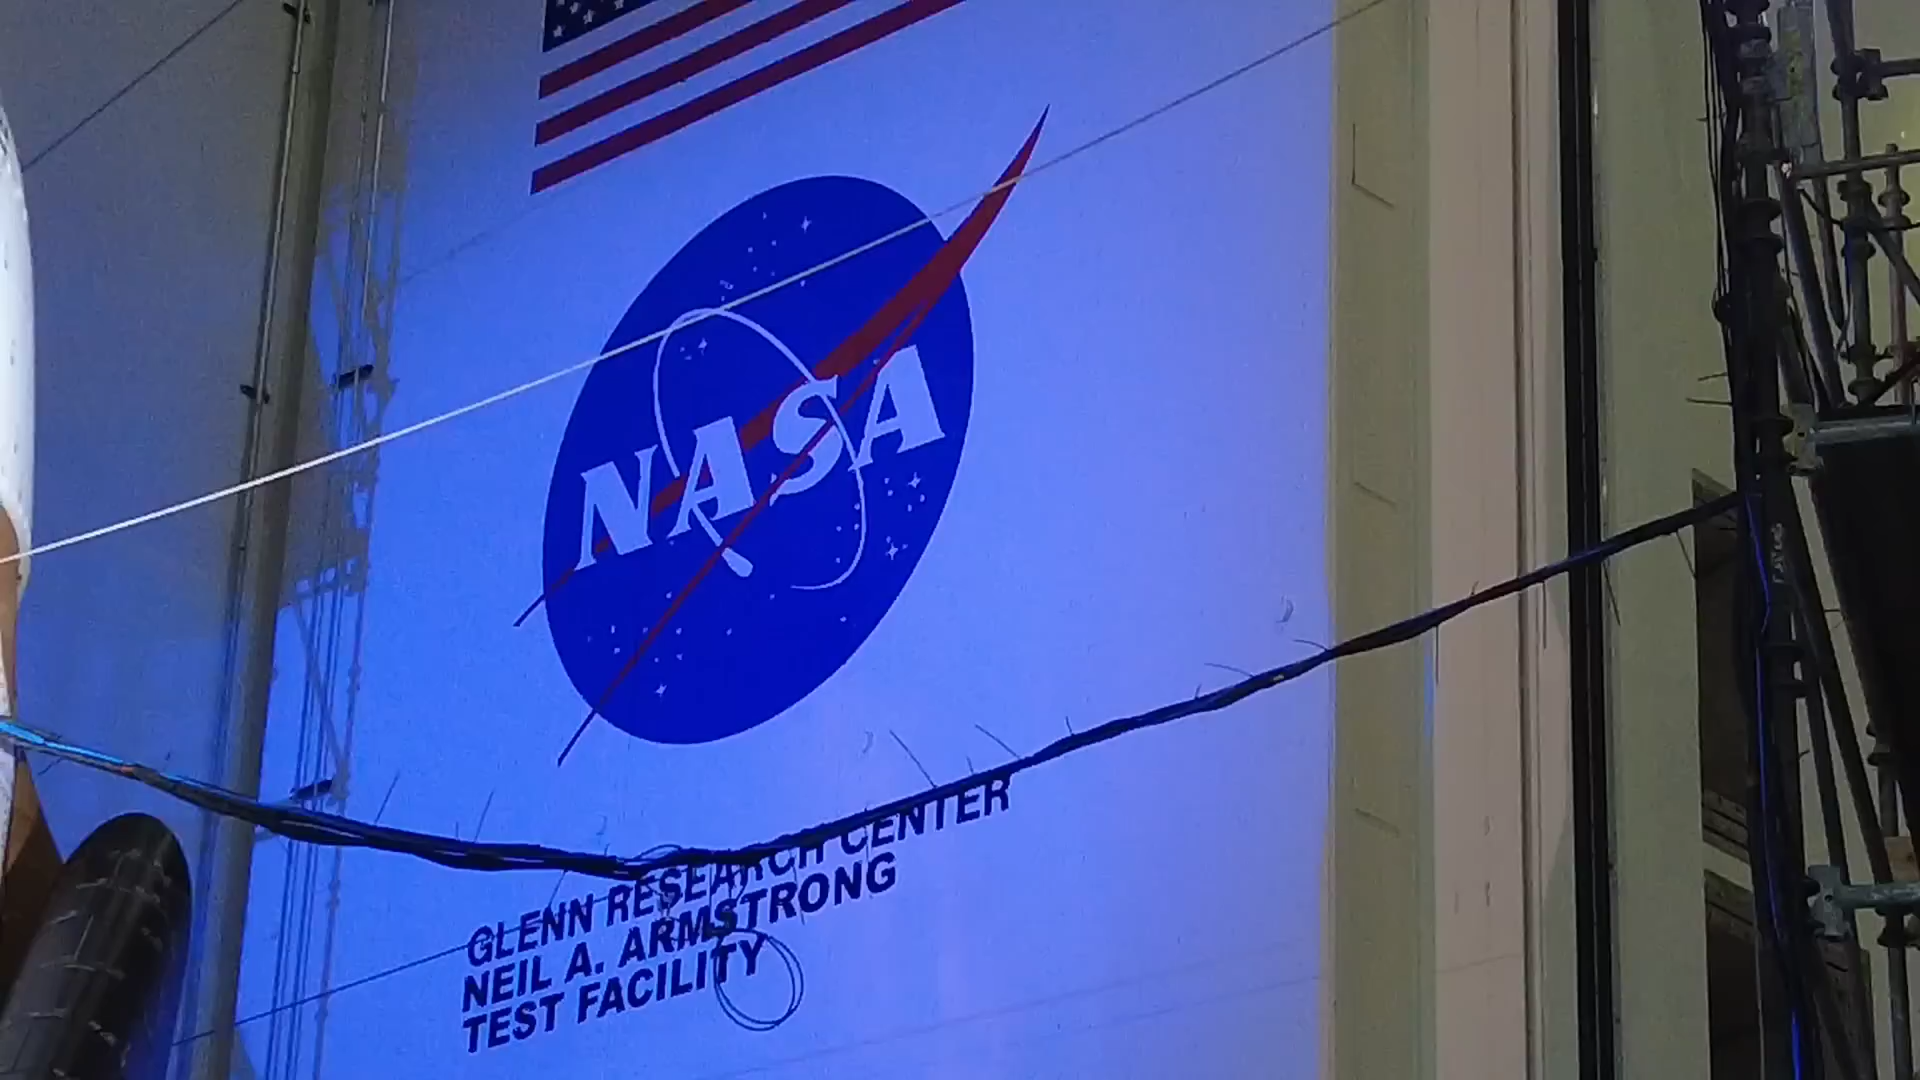 NASA
GLENN RESEARCH CENTER
NEIL A. ARMSTRONG
TEST FACILITY